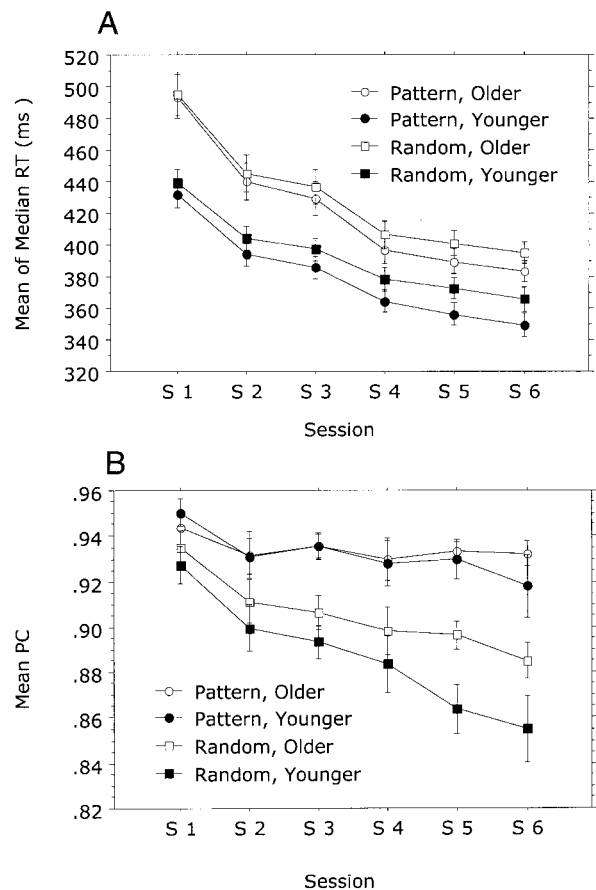 A
520
500
480
460
440
420
400
380
360
340
320
Mean of Median RT (ms )
Pattern, Older
Pattern, Younger
Random, Older
Random, Younger
S 1 S 2 S 3 S 4 S 5 S 6
Session
B
.96
.94
.92
.90
.88
.86
.84
.82
Mean PC
Pattern, Older
Pattern, Younger
Random, Older
Random, Younger
S 1 S 2 S 3 S 4 S 5 S 6
Session